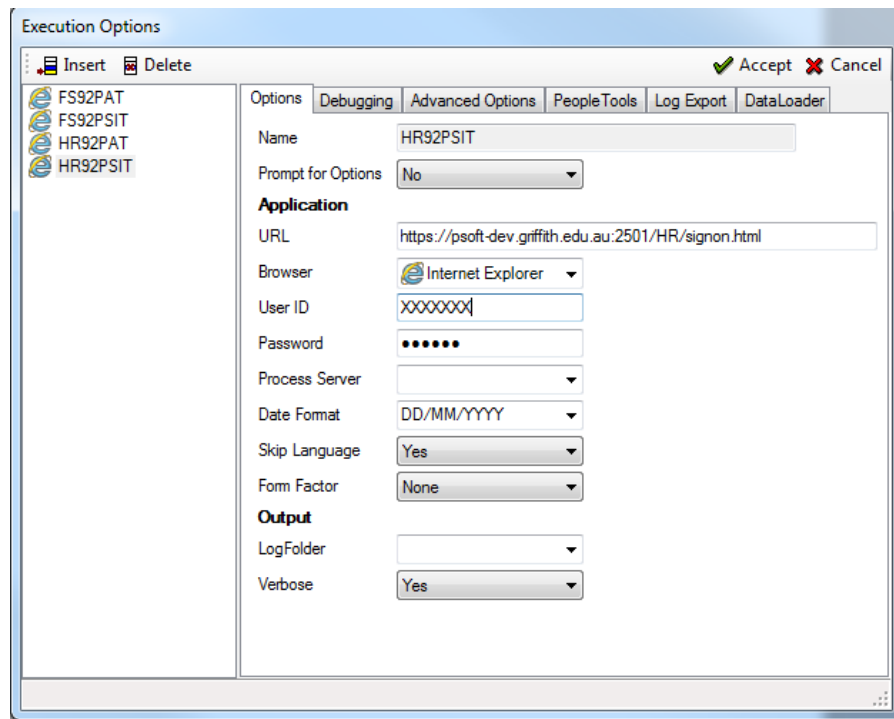 Execution Options
Insert Delete Accept Cancel
FS92PAT
FS92PSIT
HR92PAT
HR92PSIT
Options Debugging Advanced Options PeopleTools Log Export DataLoader
Name HR92PSIT
Prompt for Options No
Application
URL https://psoft-dev.griffith.edu.au:2501/HR/signon.html
Browser Internet Explorer
User ID XXXXXXX
Password ••••••
Process Server
Date Format DD/MM/YYYY
Skip Language Yes
Form Factor None
Output
LogFolder
Verbose Yes